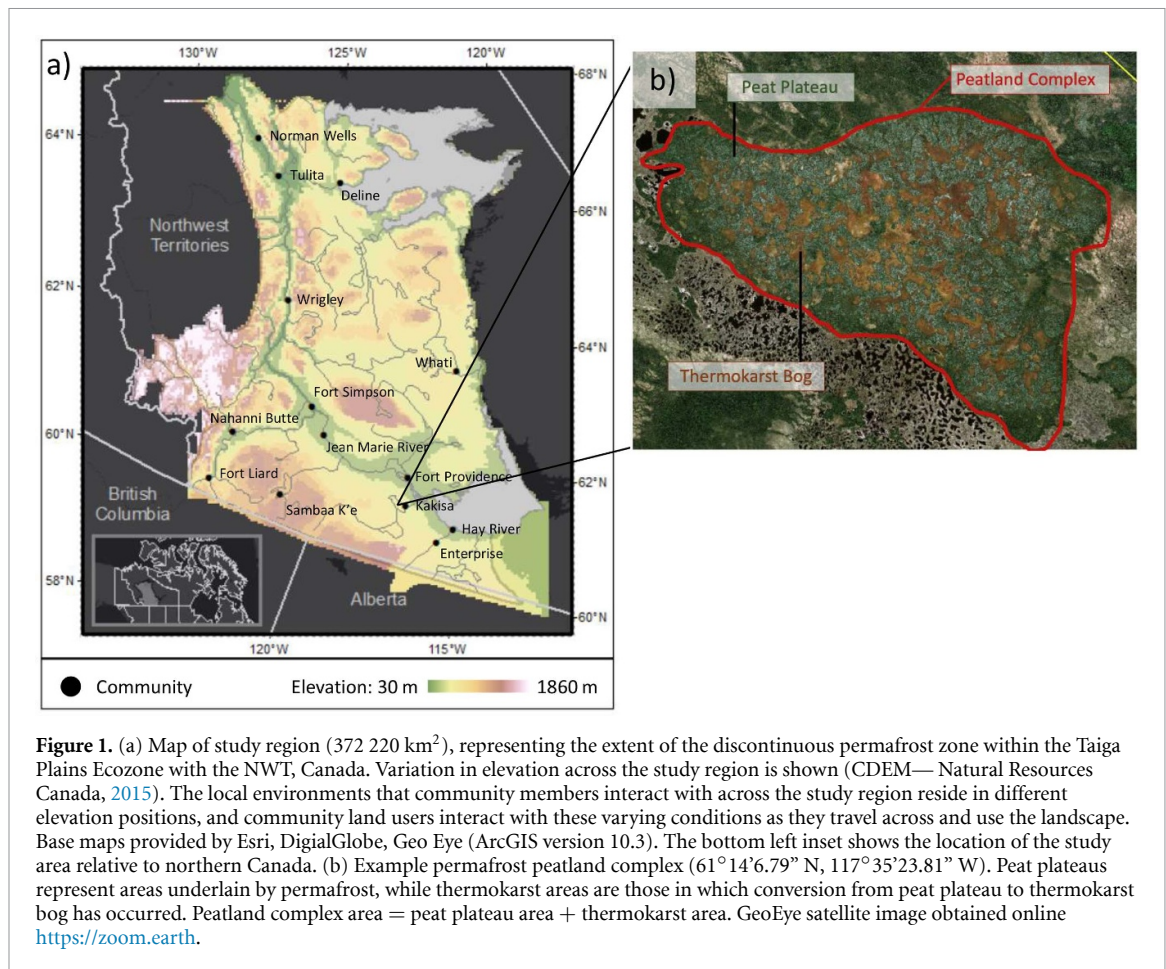 a)
130°W 125°W 120°W
68°N
64°N
Norman Wells
Tulita
Deline
66°N
Northwest
Territories
62°N
Wrigley
64°N
Whati
Fort Simpson
Nahanni Butte
60°N
Jean Marie River
Fort Liard
Fort Providence
62°N
British
Columbia
Sambaa K'e
Kakisa
Hay River
Enterprise
58°N
Alberta
60°N
120°W 115°W
Community Elevation: 30 m 1860 m
b)
Peat Plateau
Peatland Complex
Thermokarst Bog
Figure 1. (a) Map of study region (372 220 km²), representing the extent of the discontinuous permafrost zone within the Taiga
Plains Ecozone with the NWT, Canada. Variation in elevation across the study region is shown (CDEM— Natural Resources
Canada, 2015). The local environments that community members interact with across the study region reside in different
elevation positions, and community land users interact with these varying conditions as they travel across and use the landscape.
Base maps provided by Esri, DigialGlobe, Geo Eye (ArcGIS version 10.3). The bottom left inset shows the location of the study
area relative to northern Canada. (b) Example permafrost peatland complex (61°14'6.79” N, 117°35'23.81” W). Peat plateaus
represent areas underlain by permafrost, while thermokarst areas are those in which conversion from peat plateau to thermokarst
bog has occurred. Peatland complex area = peat plateau area + thermokarst area. GeoEye satellite image obtained online
https://zoom.earth.